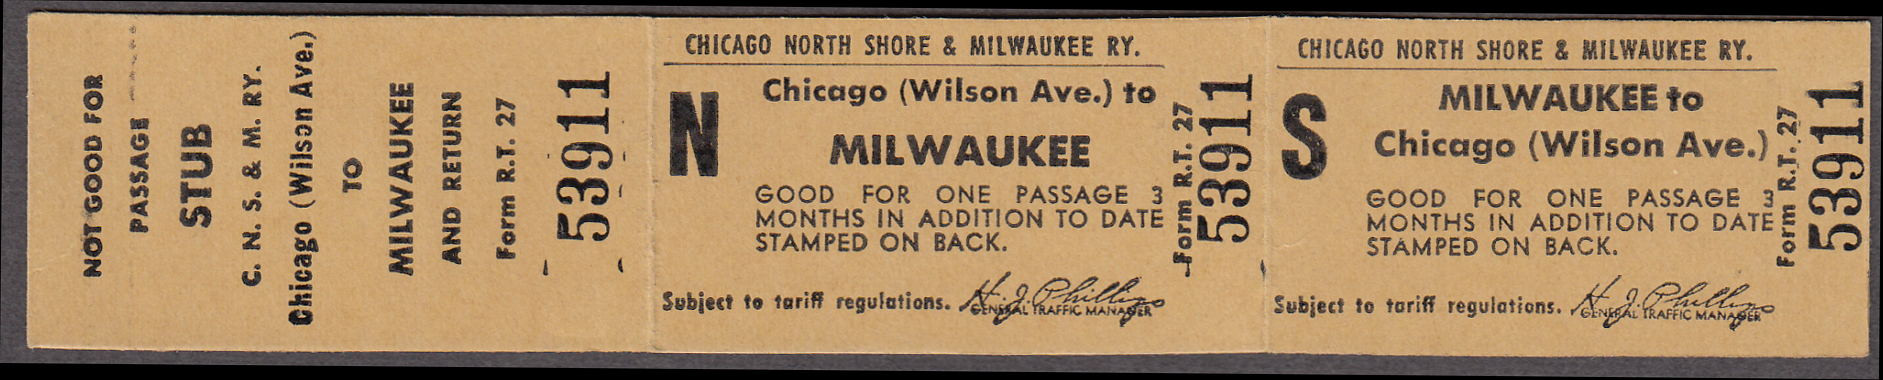 NOT GOOD FOR
PASSAGE
STUB
C. N. S. & M. RY.
Chicago (Wilson Ave.)
TO
MILWAUKEE
AND RETURN
Form R.T. 27
53911
CHICAGO NORTH SHORE & MILWAUKEE RY.
N
Chicago (Wilson Ave.) to
MILWAUKEE
GOOD FOR ONE PASSAGE 3
MONTHS IN ADDITION TO DATE
STAMPED ON BACK.
Subject to tariff regulations.
H. J. Phillips
GENERAL TRAFFIC MANAGER
Form R.T. 27
53911
CHICAGO NORTH SHORE & MILWAUKEE RY.
S
MILWAUKEE to
Chicago (Wilson Ave.)
GOOD FOR ONE PASSAGE 3
MONTHS IN ADDITION TO DATE
STAMPED ON BACK.
Subject to tariff regulations.
H. J. Phillips
GENERAL TRAFFIC MANAGER
Form R.T. 27
53911